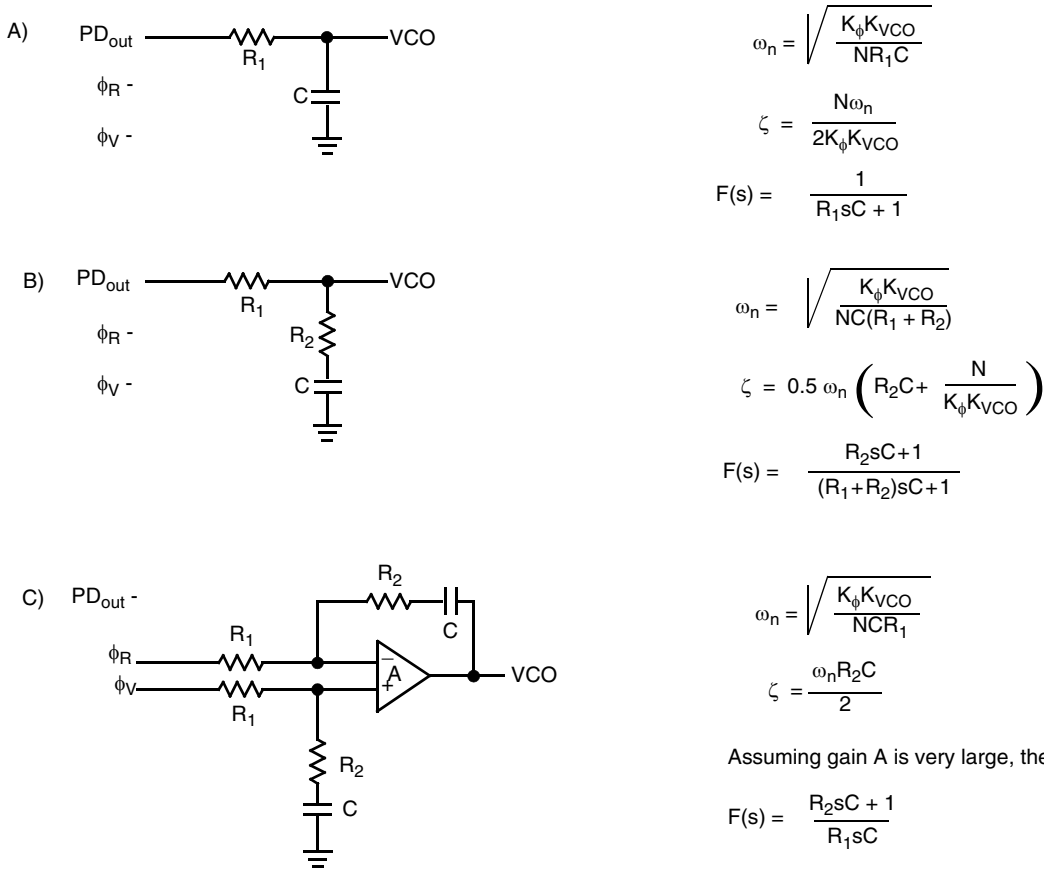 A) PDout VCO
R1
ϕR -
C
ϕV -
ωn = √ KϕKVCO / NR1C
ζ = Nωn / 2KϕKVCO
F(s) = 1 / R1sC + 1
B) PDout VCO
R1
ϕR -
R2
ϕV -
C
ωn = √ KϕKVCO / NC(R1 + R2)
ζ = 0.5 ωn ( R2C+ N / KϕKVCO )
F(s) = R2sC+1 / (R1+R2)sC+1
C) PDout -
R2
C
R1
ϕR
– A + VCO
ϕV
R1
R2
C
ωn = √ KϕKVCO / NCR1
ζ = ωnR2C / 2
Assuming gain A is very large, the
F(s) = R2sC + 1 / R1sC